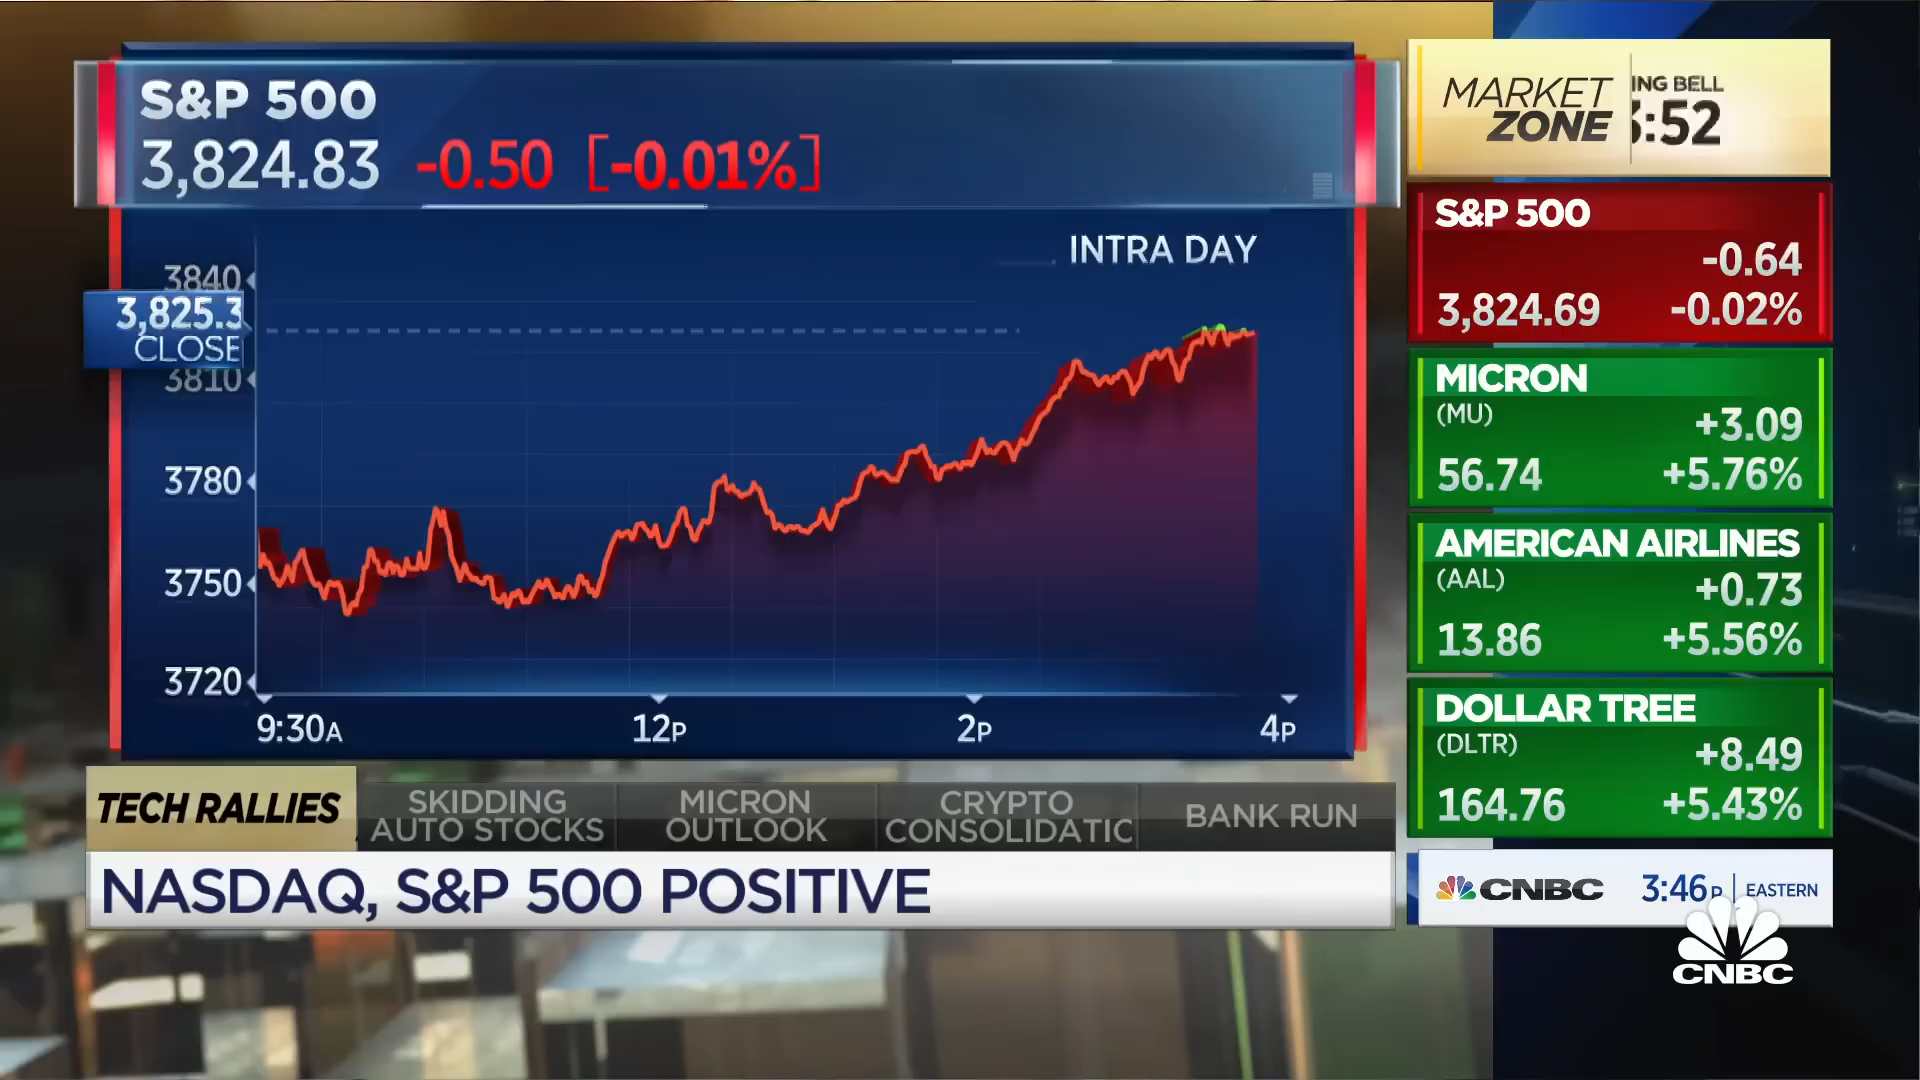 S&P 500
3,824.83 -0.50 [-0.01%]
INTRA DAY
3840
3,825.3
CLOSE
3810
3780
3750
3720
9:30A 12P 2P 4P
TECH RALLIES
SKIDDING
AUTO STOCKS
MICRON
OUTLOOK
CRYPTO
CONSOLIDATIC
BANK RUN
NASDAQ, S&P 500 POSITIVE
MARKET
ZONE
ING BELL
:52
S&P 500
-0.64
3,824.69 -0.02%
MICRON
(MU) +3.09
56.74 +5.76%
AMERICAN AIRLINES
(AAL) +0.73
13.86 +5.56%
DOLLAR TREE
(DLTR) +8.49
164.76 +5.43%
CNBC 3:46P EASTERN
CNBC